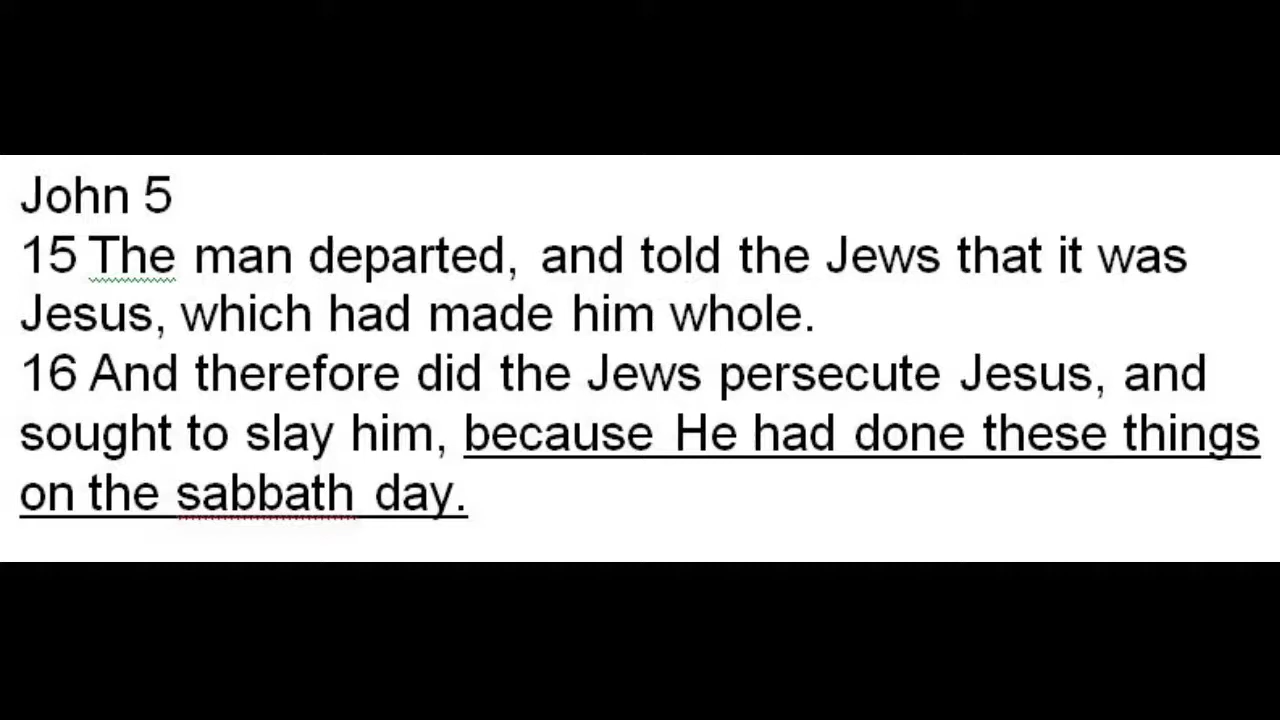 John 5
15 The man departed, and told the Jews that it was
Jesus, which had made him whole.
16 And therefore did the Jews persecute Jesus, and
sought to slay him, because He had done these things
on the sabbath day.